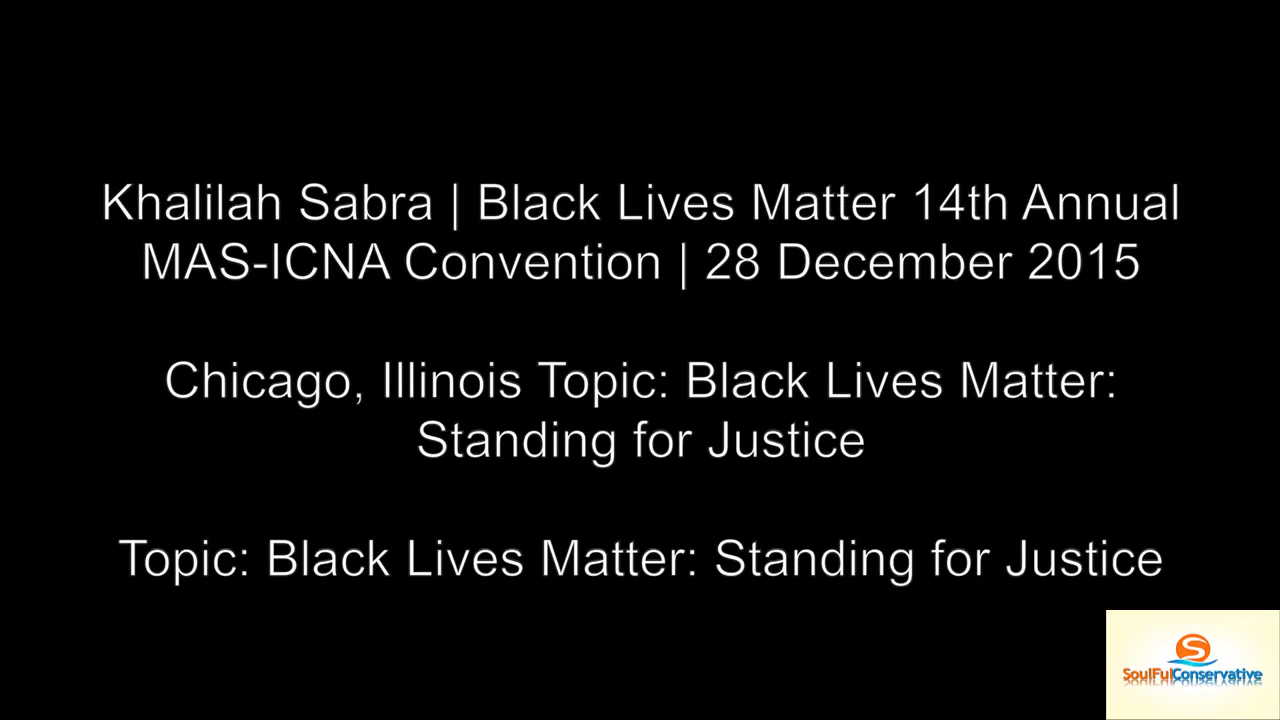 Khalilah Sabra | Black Lives Matter 14th Annual
MAS-ICNA Convention | 28 December 2015
Chicago, Illinois Topic: Black Lives Matter:
Standing for Justice
Topic: Black Lives Matter: Standing for Justice
S
SoulFulConservative